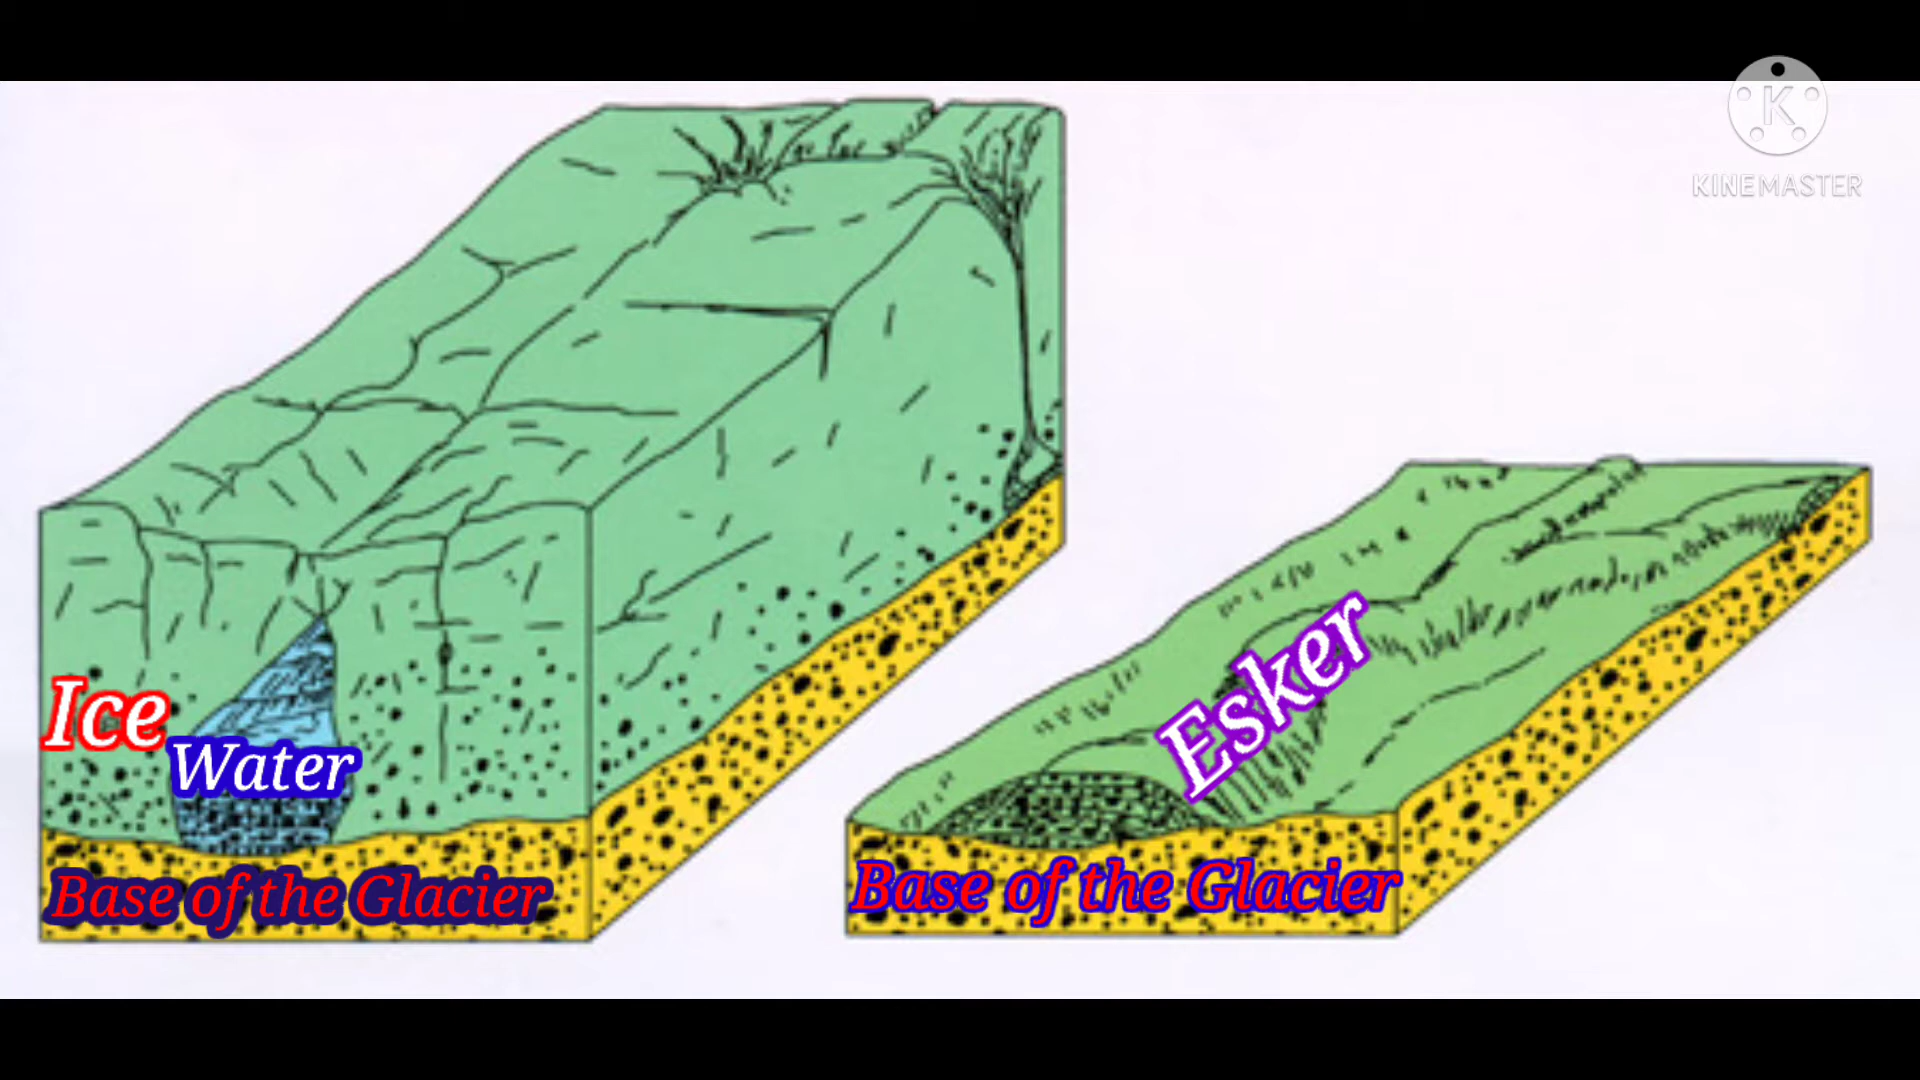 K
KINEMASTER
Ice
Water
Base of the Glacier
Esker
Base of the Glacier